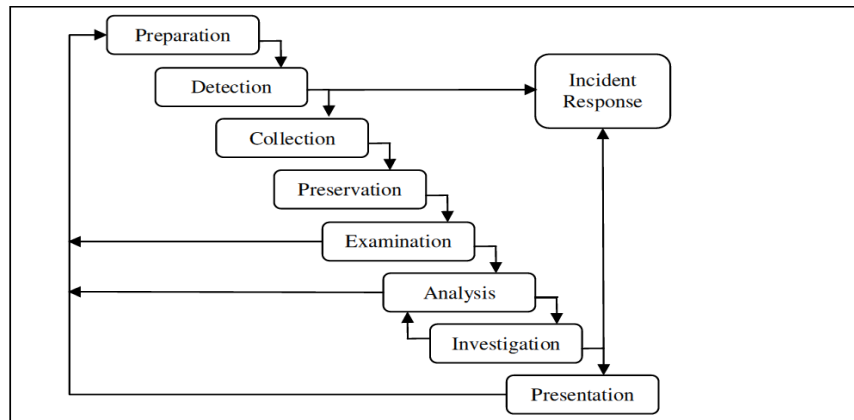 Preparation
Detection
Incident
Response
Collection
Preservation
Examination
Analysis
Investigation
Presentation